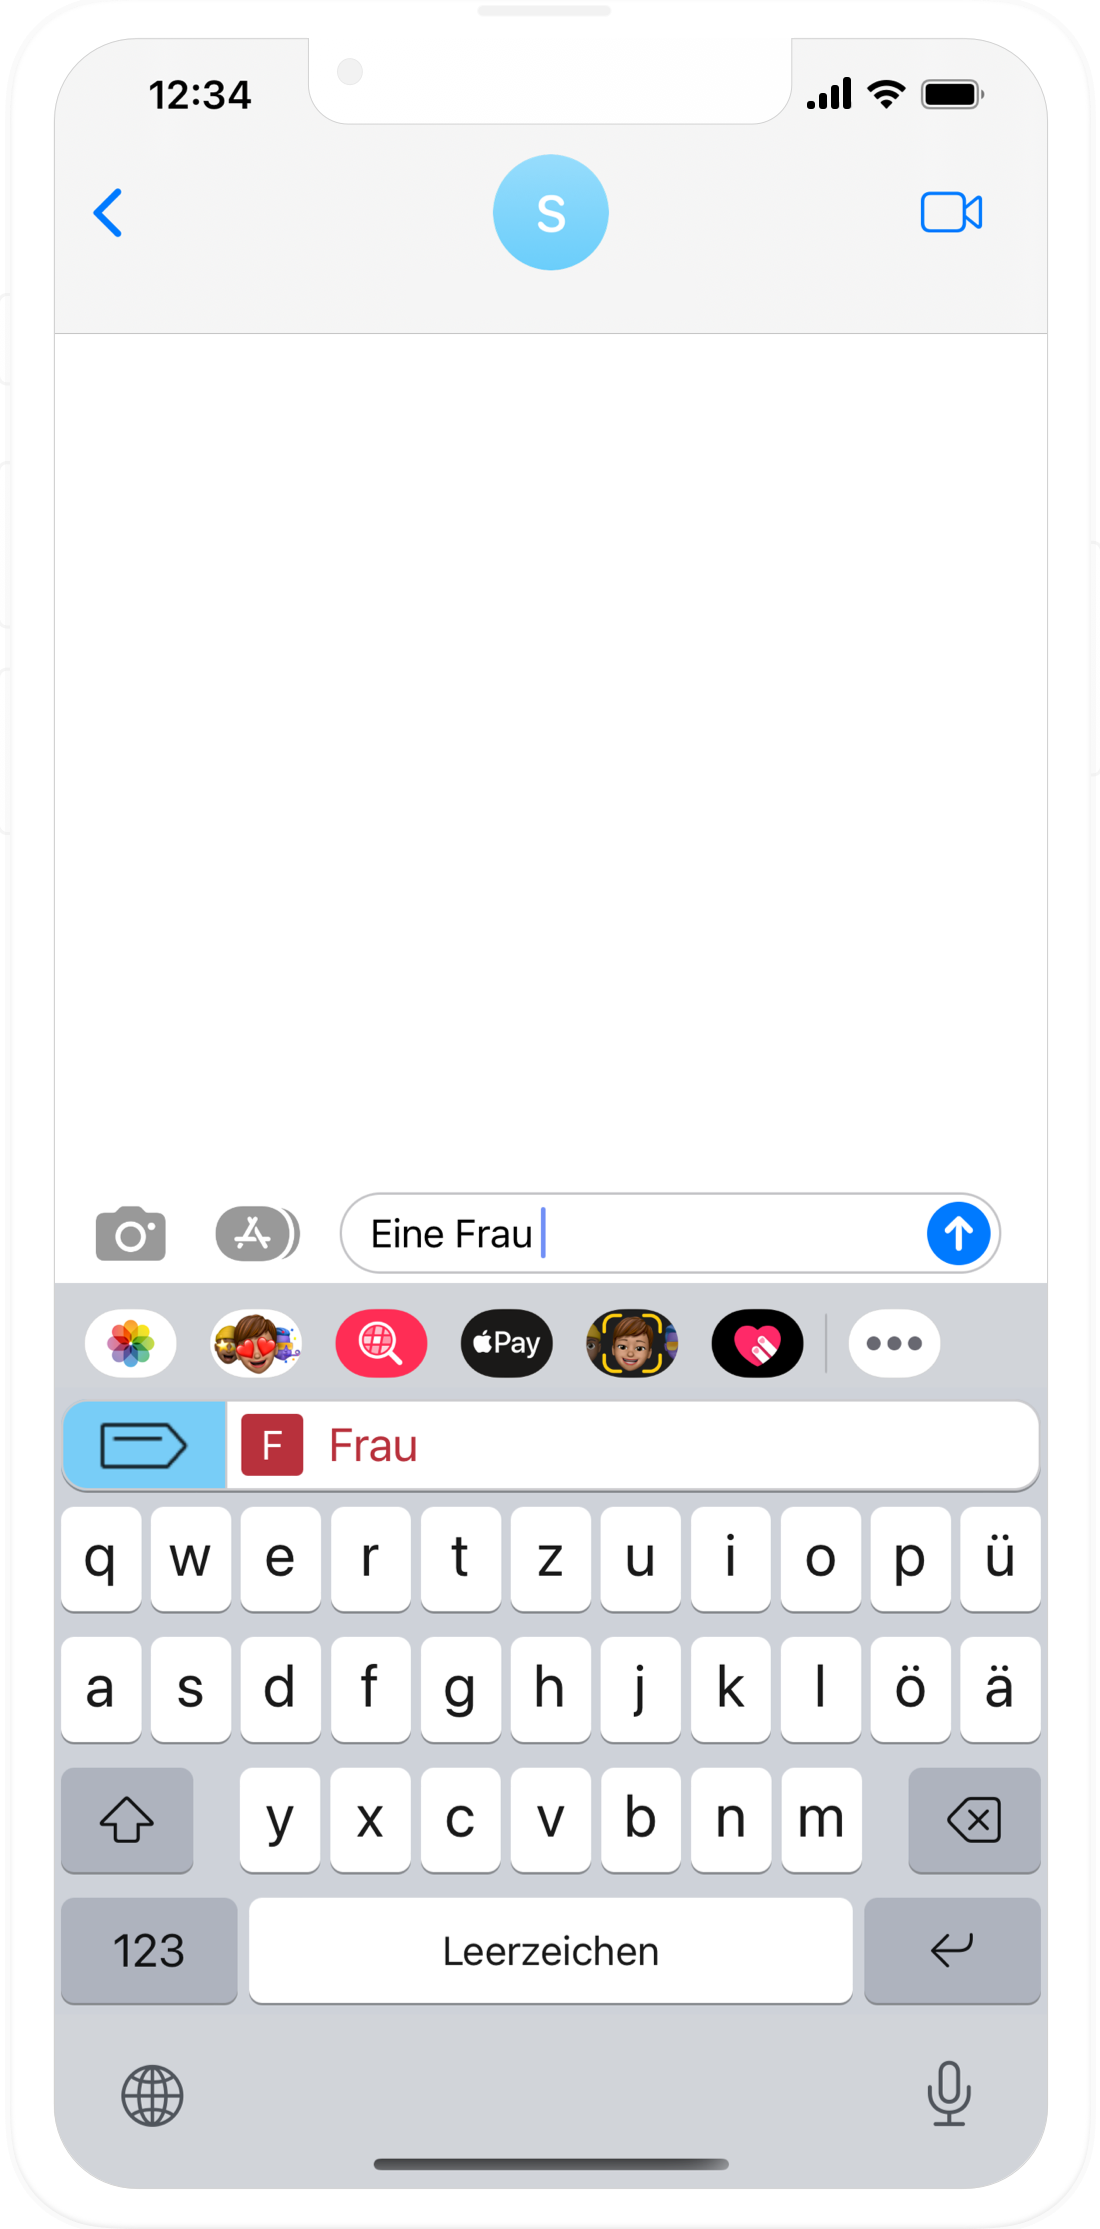 12:34
S
Eine Frau
Pay
F Frau
q w e r t z u i o p ü
a s d f g h j k l ö ä
y x c v b n m
123 Leerzeichen